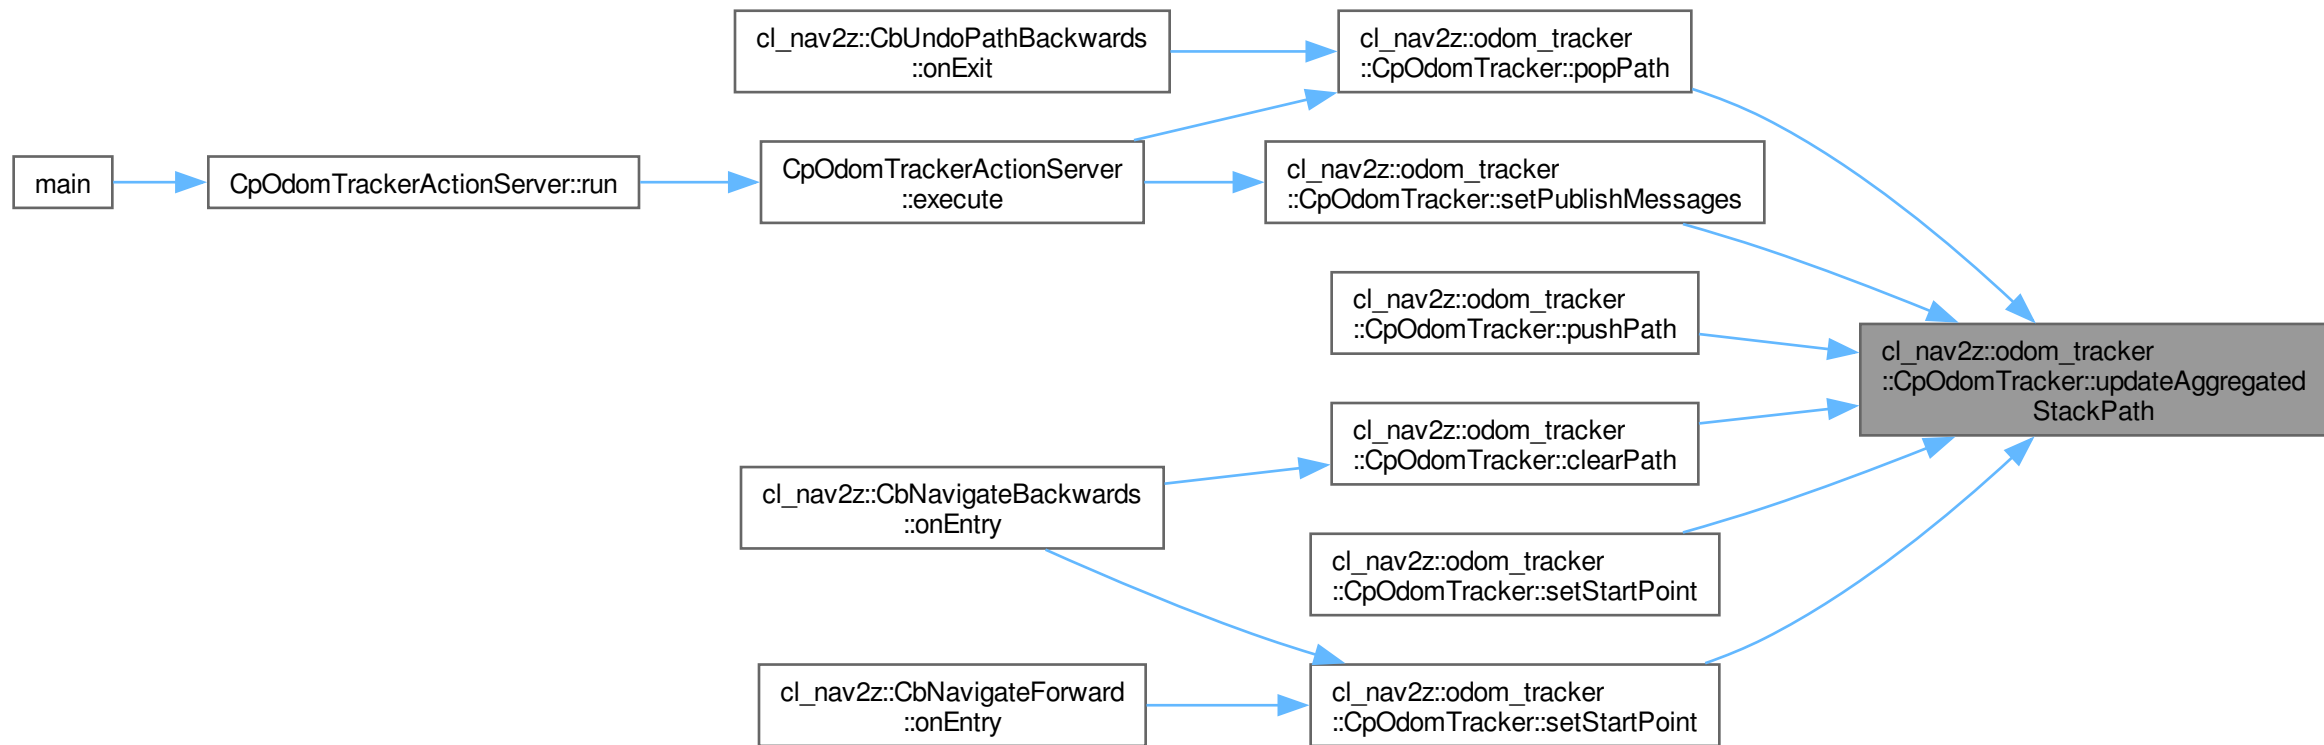 cl_nav2z::CbUndoPathBackwards
::onExit
cl_nav2z::odom_tracker
::CpOdomTracker::popPath
main
CpOdomTrackerActionServer::run
CpOdomTrackerActionServer
::execute
cl_nav2z::odom_tracker
::CpOdomTracker::setPublishMessages
cl_nav2z::odom_tracker
::CpOdomTracker::pushPath
cl_nav2z::odom_tracker
::CpOdomTracker::updateAggregated
StackPath
cl_nav2z::odom_tracker
::CpOdomTracker::clearPath
cl_nav2z::CbNavigateBackwards
::onEntry
cl_nav2z::odom_tracker
::CpOdomTracker::setStartPoint
cl_nav2z::CbNavigateForward
::onEntry
cl_nav2z::odom_tracker
::CpOdomTracker::setStartPoint